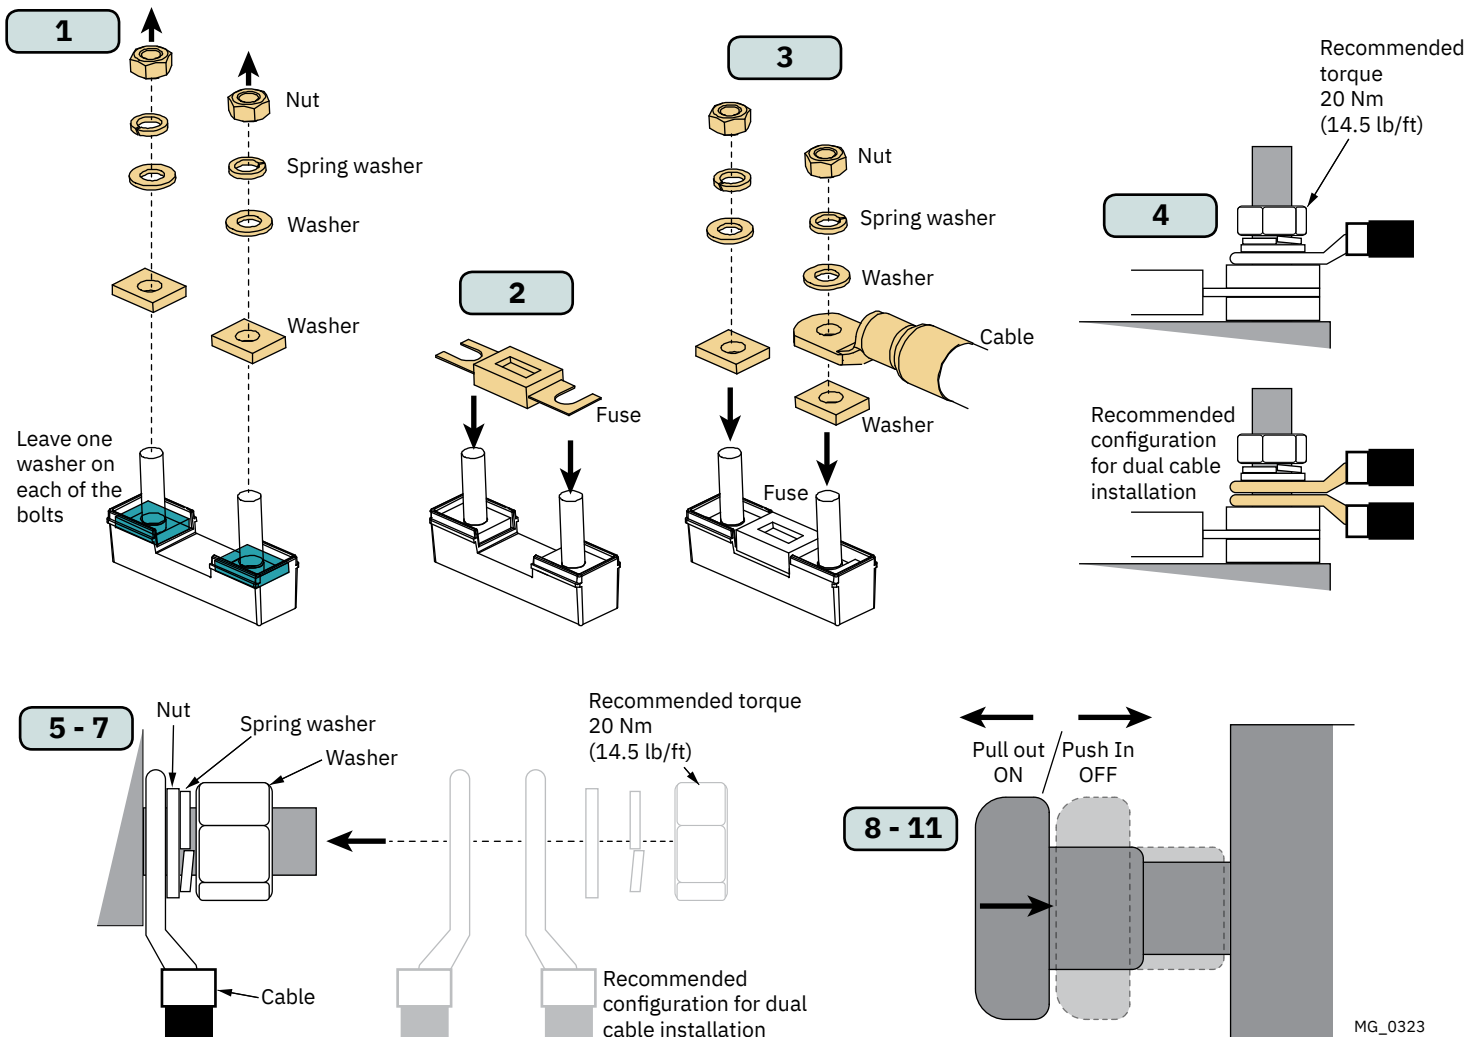 1
Nut
Spring washer
Washer
Washer
Leave one
washer on
each of the
bolts
2
Fuse
3
Nut
Spring washer
Washer
Cable
Washer
Fuse
4
Recommended
torque
20 Nm
(14.5 lb/ft)
Recommended
configuration
for dual cable
installation
5 - 7
Nut
Spring washer
Washer
Cable
Recommended torque
20 Nm
(14.5 lb/ft)
Recommended
configuration for dual
cable installation
8 - 11
Pull out
ON
Push In
OFF
MG_0323